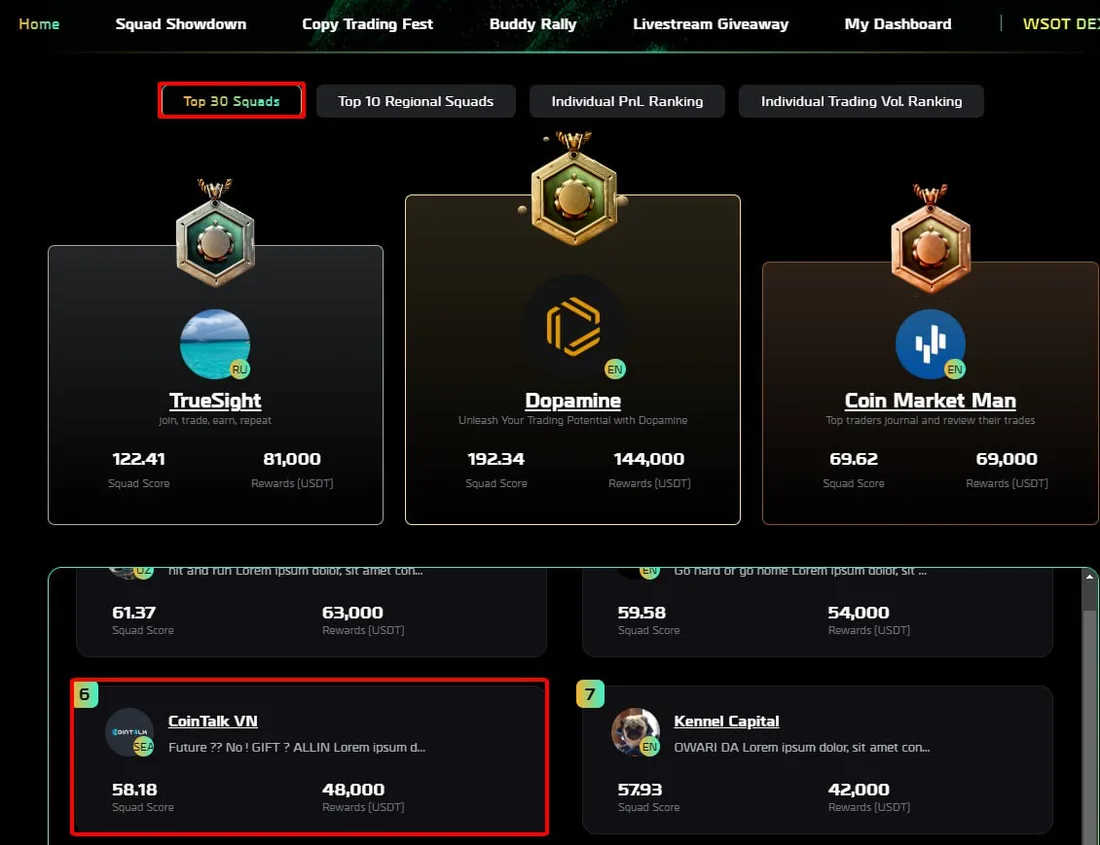 Home Squad Showdown Copy Trading Fest Buddy Rally Livestream Giveaway My Dashboard WSOT DEX
Top 30 Squads Top 10 Regional Squads Individual PnL Ranking Individual Trading Vol. Ranking
RU
TrueSight
join, trade, earn, repeat
122.41 81,000
Squad Score Rewards [USDT]
EN
Dopamine
Unleash Your Trading Potential with Dopamine
192.34 144,000
Squad Score Rewards [USDT]
EN
Coin Market Man
Top traders journal and review their trades
69.62 69,000
Squad Score Rewards [USDT]
UZ
hit and run Lorem ipsum dolor, sit amet con...
61.37 63,000
Squad Score Rewards [USDT]
EN
Go hard or go home Lorem ipsum dolor, sit ...
59.58 54,000
Squad Score Rewards [USDT]
6
COINTALK
SEA
CoinTalk VN
Future ?? No ! GIFT ? ALLIN Lorem ipsum d...
58.18 48,000
Squad Score Rewards [USDT]
7
EN
Kennel Capital
OWARI DA Lorem ipsum dolor, sit amet con...
57.93 42,000
Squad Score Rewards [USDT]